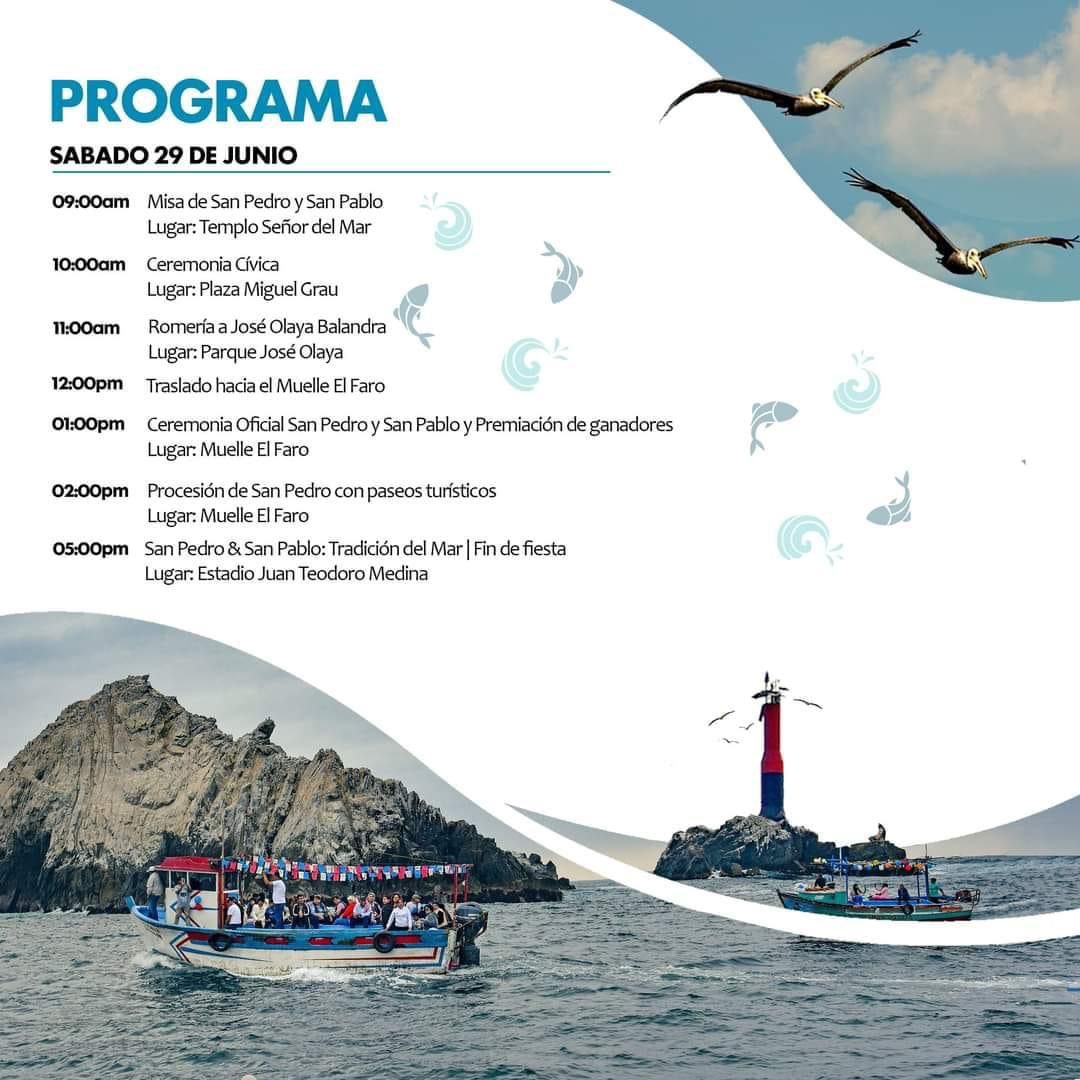 PROGRAMA
SABADO 29 DE JUNIO
09:00am Misa de San Pedro y San Pablo
Lugar: Templo Señor del Mar
10:00am Ceremonia Cívica
Lugar: Plaza Miguel Grau
11:00am Romería a José Olaya Balandra
Lugar: Parque José Olaya
12:00pm Traslado hacia el Muelle El Faro
01:00pm Ceremonia Oficial San Pedro y San Pablo y Premiación de ganadores
Lugar: Muelle El Faro
02:00pm Procesión de San Pedro con paseos turísticos
Lugar: Muelle El Faro
05:00pm San Pedro & San Pablo: Tradición del Mar | Fin de fiesta
Lugar: Estadio Juan Teodoro Medina